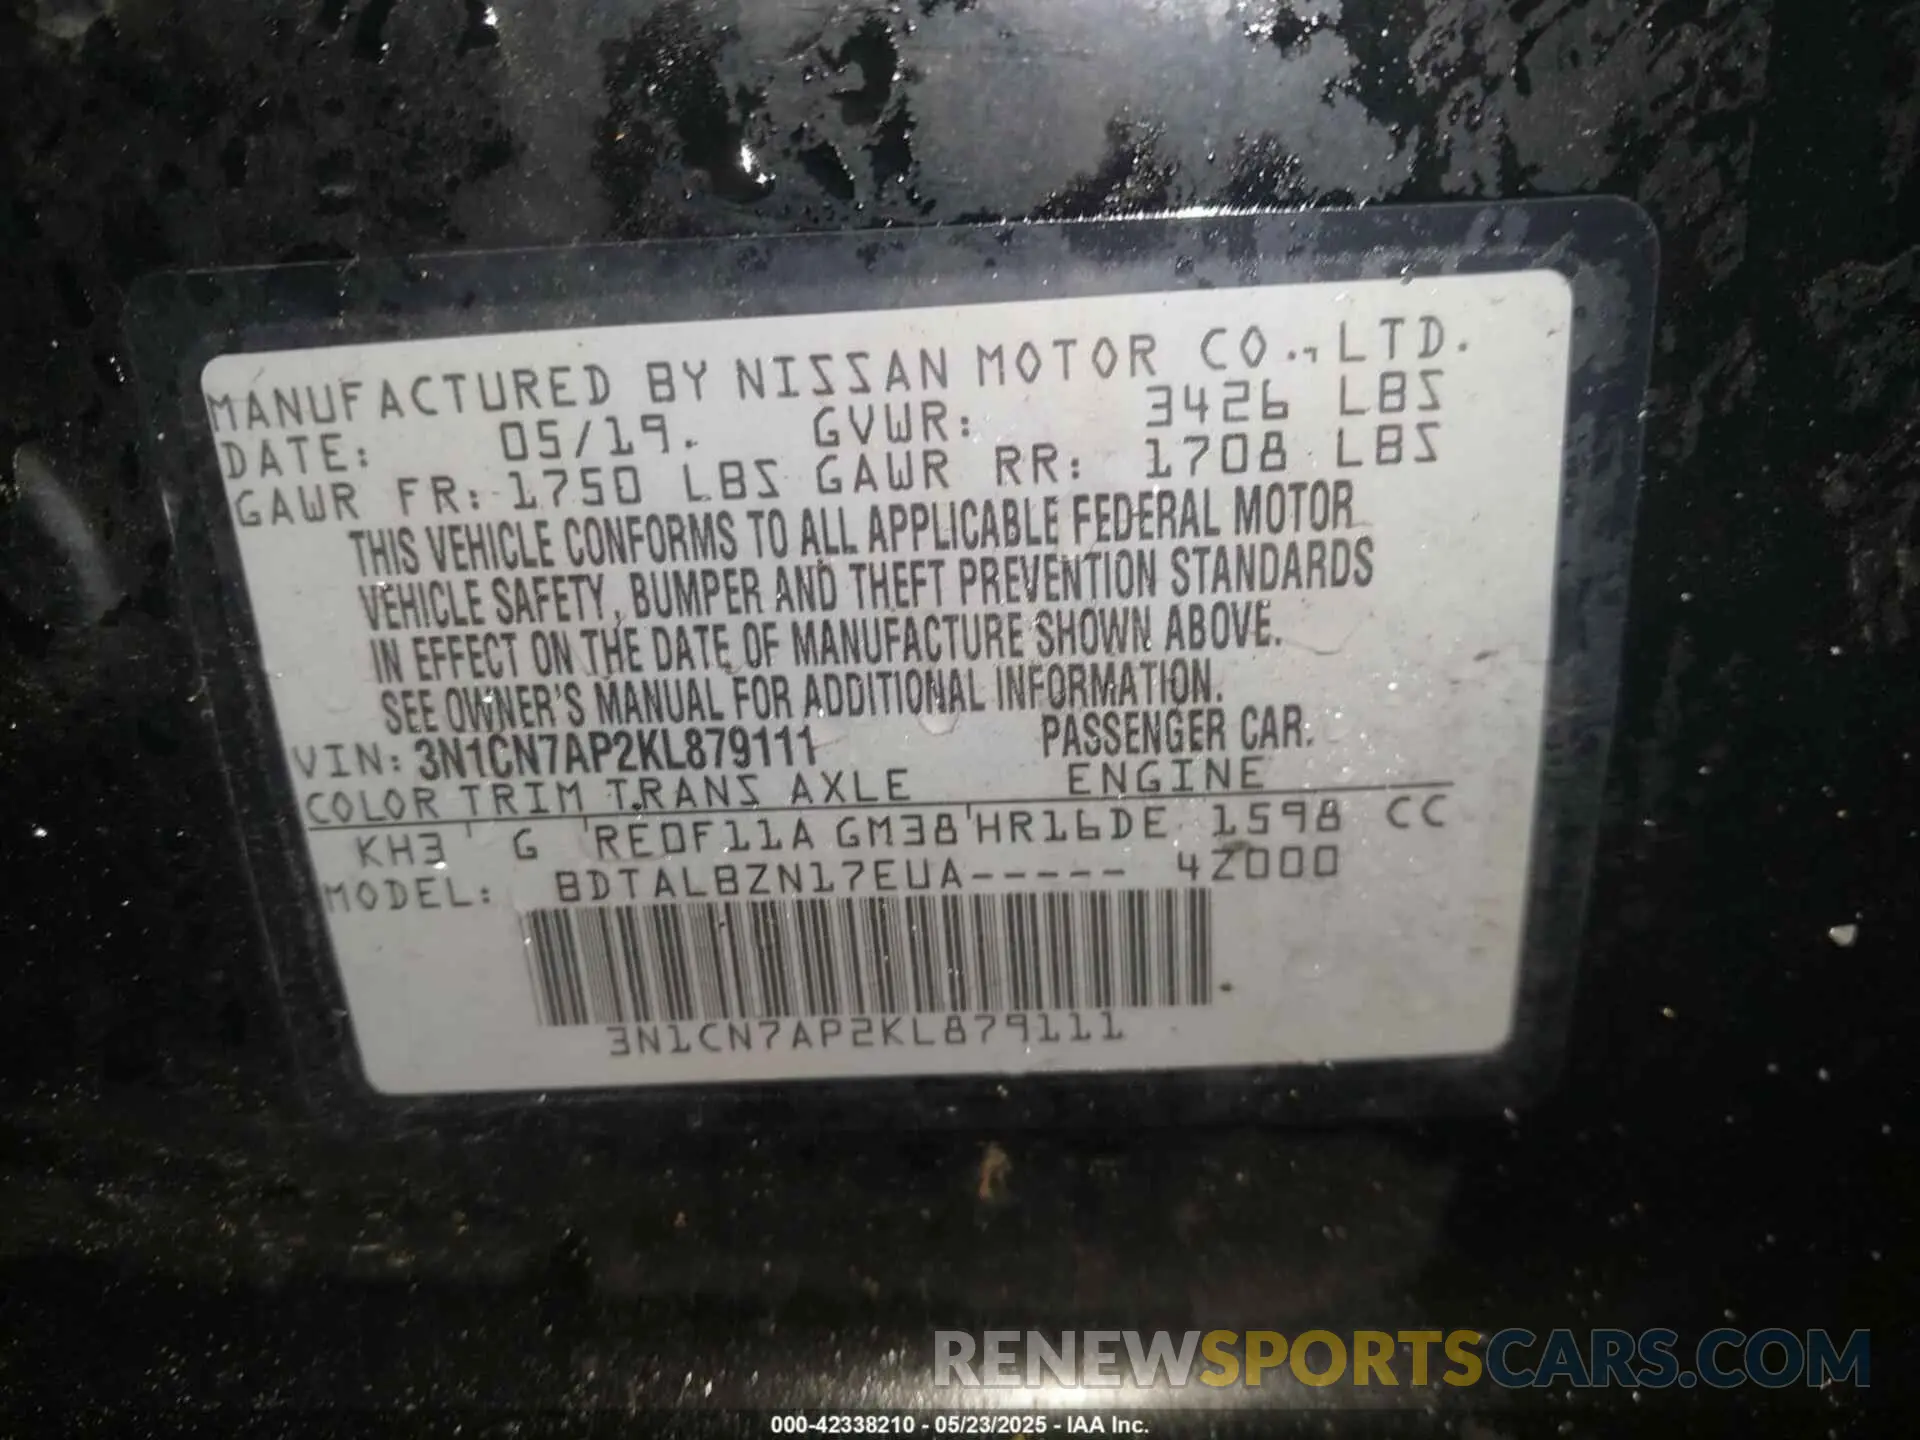 MANUFACTURED BY NISSAN MOTOR CO., LTD.
DATE: 05/19. GVWR: 3426 LBS
GAWR FR: 1750 LBS GAWR RR: 1708 LBS
THIS VEHICLE CONFORMS TO ALL APPLICABLE FEDERAL MOTOR
VEHICLE SAFETY, BUMPER AND THEFT PREVENTION STANDARDS
IN EFFECT ON THE DATE OF MANUFACTURE SHOWN ABOVE.
SEE OWNER'S MANUAL FOR ADDITIONAL INFORMATION.
VIN: 3N1CN7AP2KL879111 PASSENGER CAR.
COLOR TRIM TRANS AXLE ENGINE
KH3 G RE0F11A GM38 HR16DE 1598 CC
MODEL: BDTALBZN17EUA----- 4Z000
3N1CN7AP2KL879111
RENEWSPORTSCARS.COM
000-42338210 - 05/23/2025 - IAA Inc.